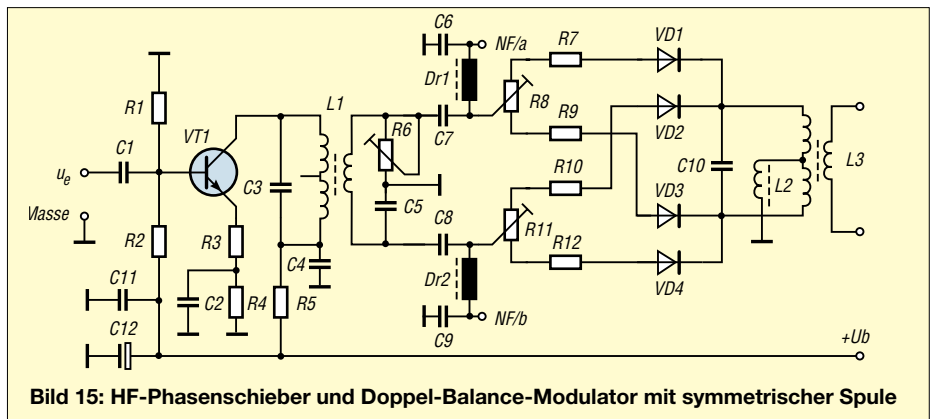 C6
NF/a
R7
VD1
R1
L1
Dr1
R8
C1
VT1
R6
C7
R9
VD2
ue
C3
R10
C10
L2
L3
Masse
C5
C8
VD3
R2
R3
C4
R11
R12
C11
C2
R4
R5
Dr2
VD4
C12
NF/b
C9
+Ub
Bild 15: HF-Phasenschieber und Doppel-Balance-Modulator mit symmetrischer Spule